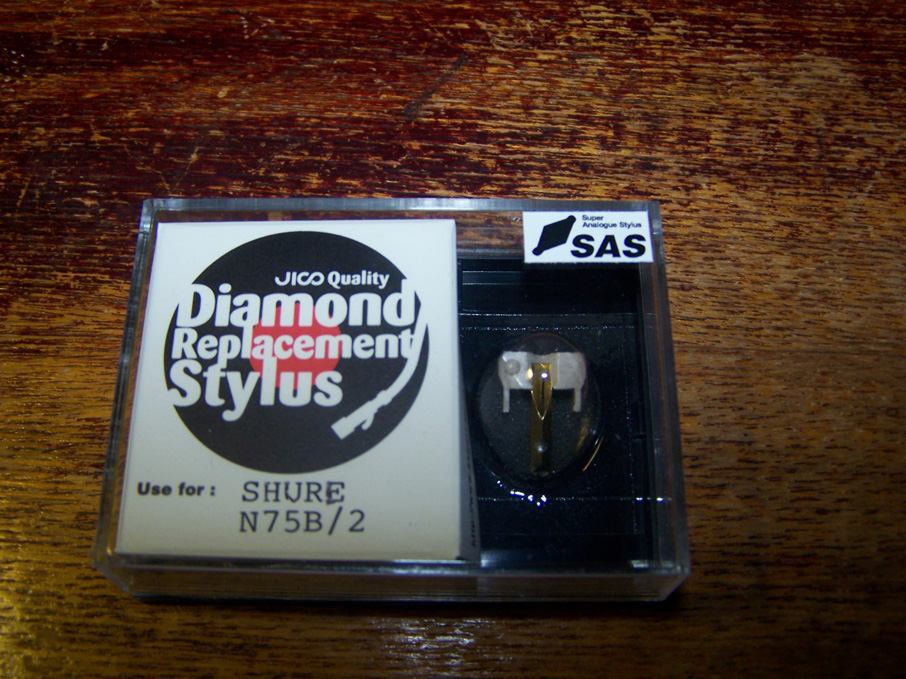 Super
Analogue Stylus
SAS
JICO Quality
Diamond
Replacement
Stylus
Use for :
SHURE
N75B/2